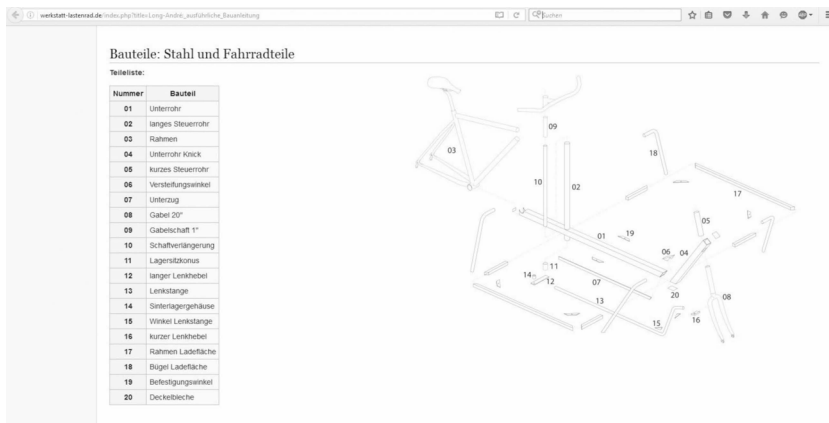 werkstatt-lastenrad.de/index.php?title=Long-André,_ausführliche_Bauanleitung
Suchen
Bauteile: Stahl und Fahrradteile
Teileliste:
Nummer Bauteil
01 Unterrohr
02 langes Steuerrohr
03 Rahmen
04 Unterrohr Knick
05 kurzes Steuerrohr
06 Versteifungswinkel
07 Unterzug
08 Gabel 20"
09 Gabelschaft 1"
10 Schaftverlängerung
11 Lagersitzkonus
12 langer Lenkhebel
13 Lenkstange
14 Sinterlagergehäuse
15 Winkel Lenkstange
16 kurzer Lenkhebel
17 Rahmen Ladefläche
18 Bügel Ladefläche
19 Befestigungswinkel
20 Deckelbleche
09
03
18
10
02
17
05
01
19
06
04
11
14
12
07
20
13
08
15
16